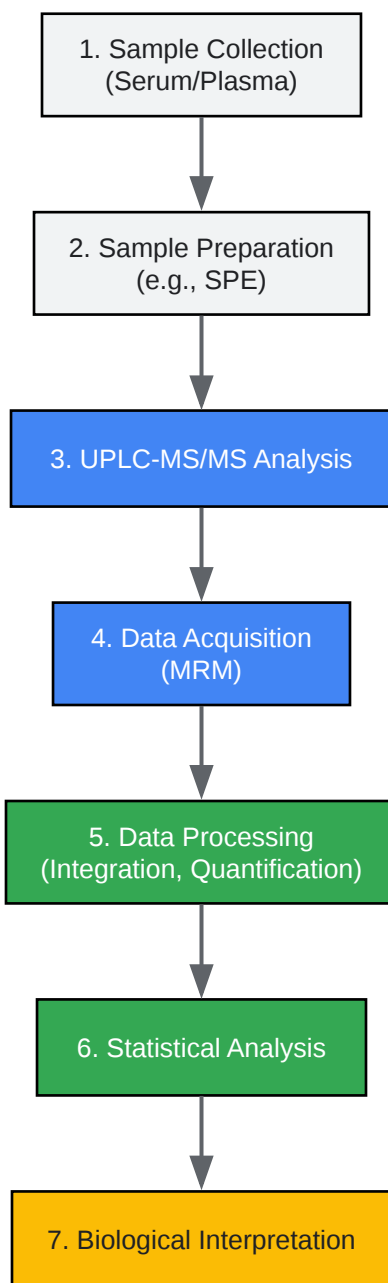 1. Sample Collection
(Serum/Plasma)
2. Sample Preparation
(e.g., SPE)
3. UPLC-MS/MS Analysis
4. Data Acquisition
(MRM)
5. Data Processing
(Integration, Quantification)
6. Statistical Analysis
7. Biological Interpretation